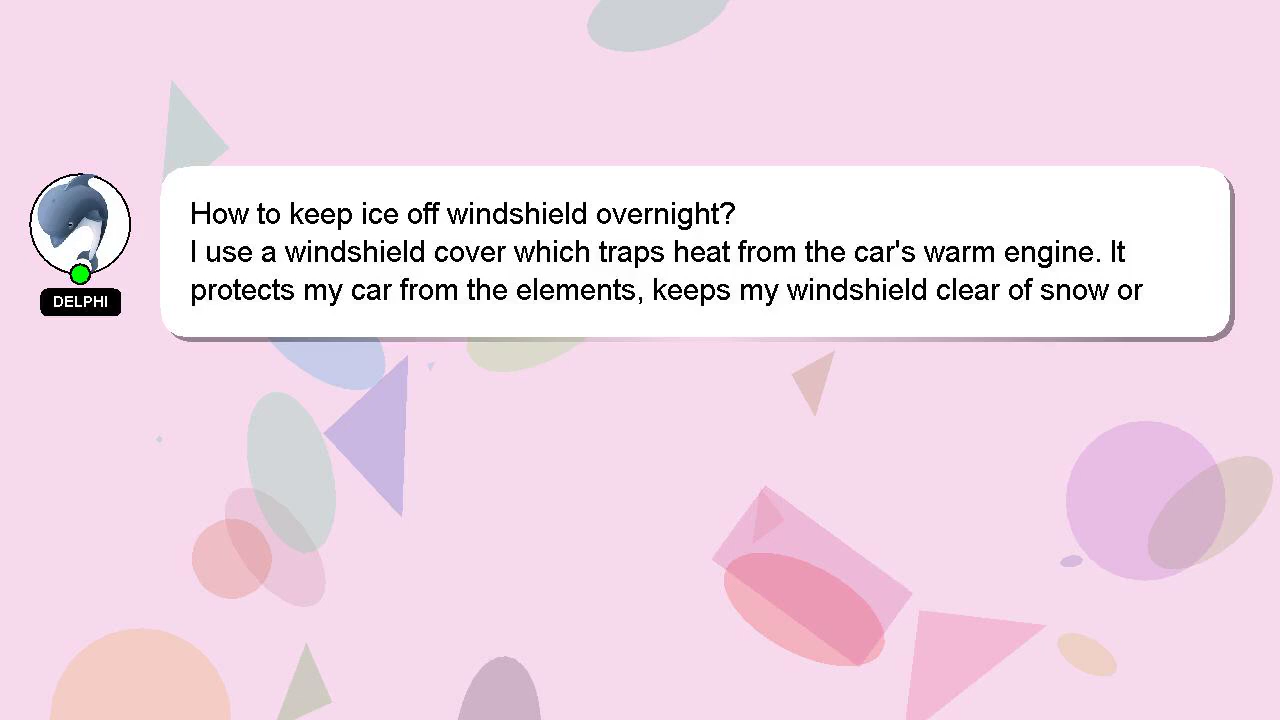 How to keep ice off windshield overnight?
I use a windshield cover which traps heat from the car's warm engine. It
protects my car from the elements, keeps my windshield clear of snow or
DELPHI